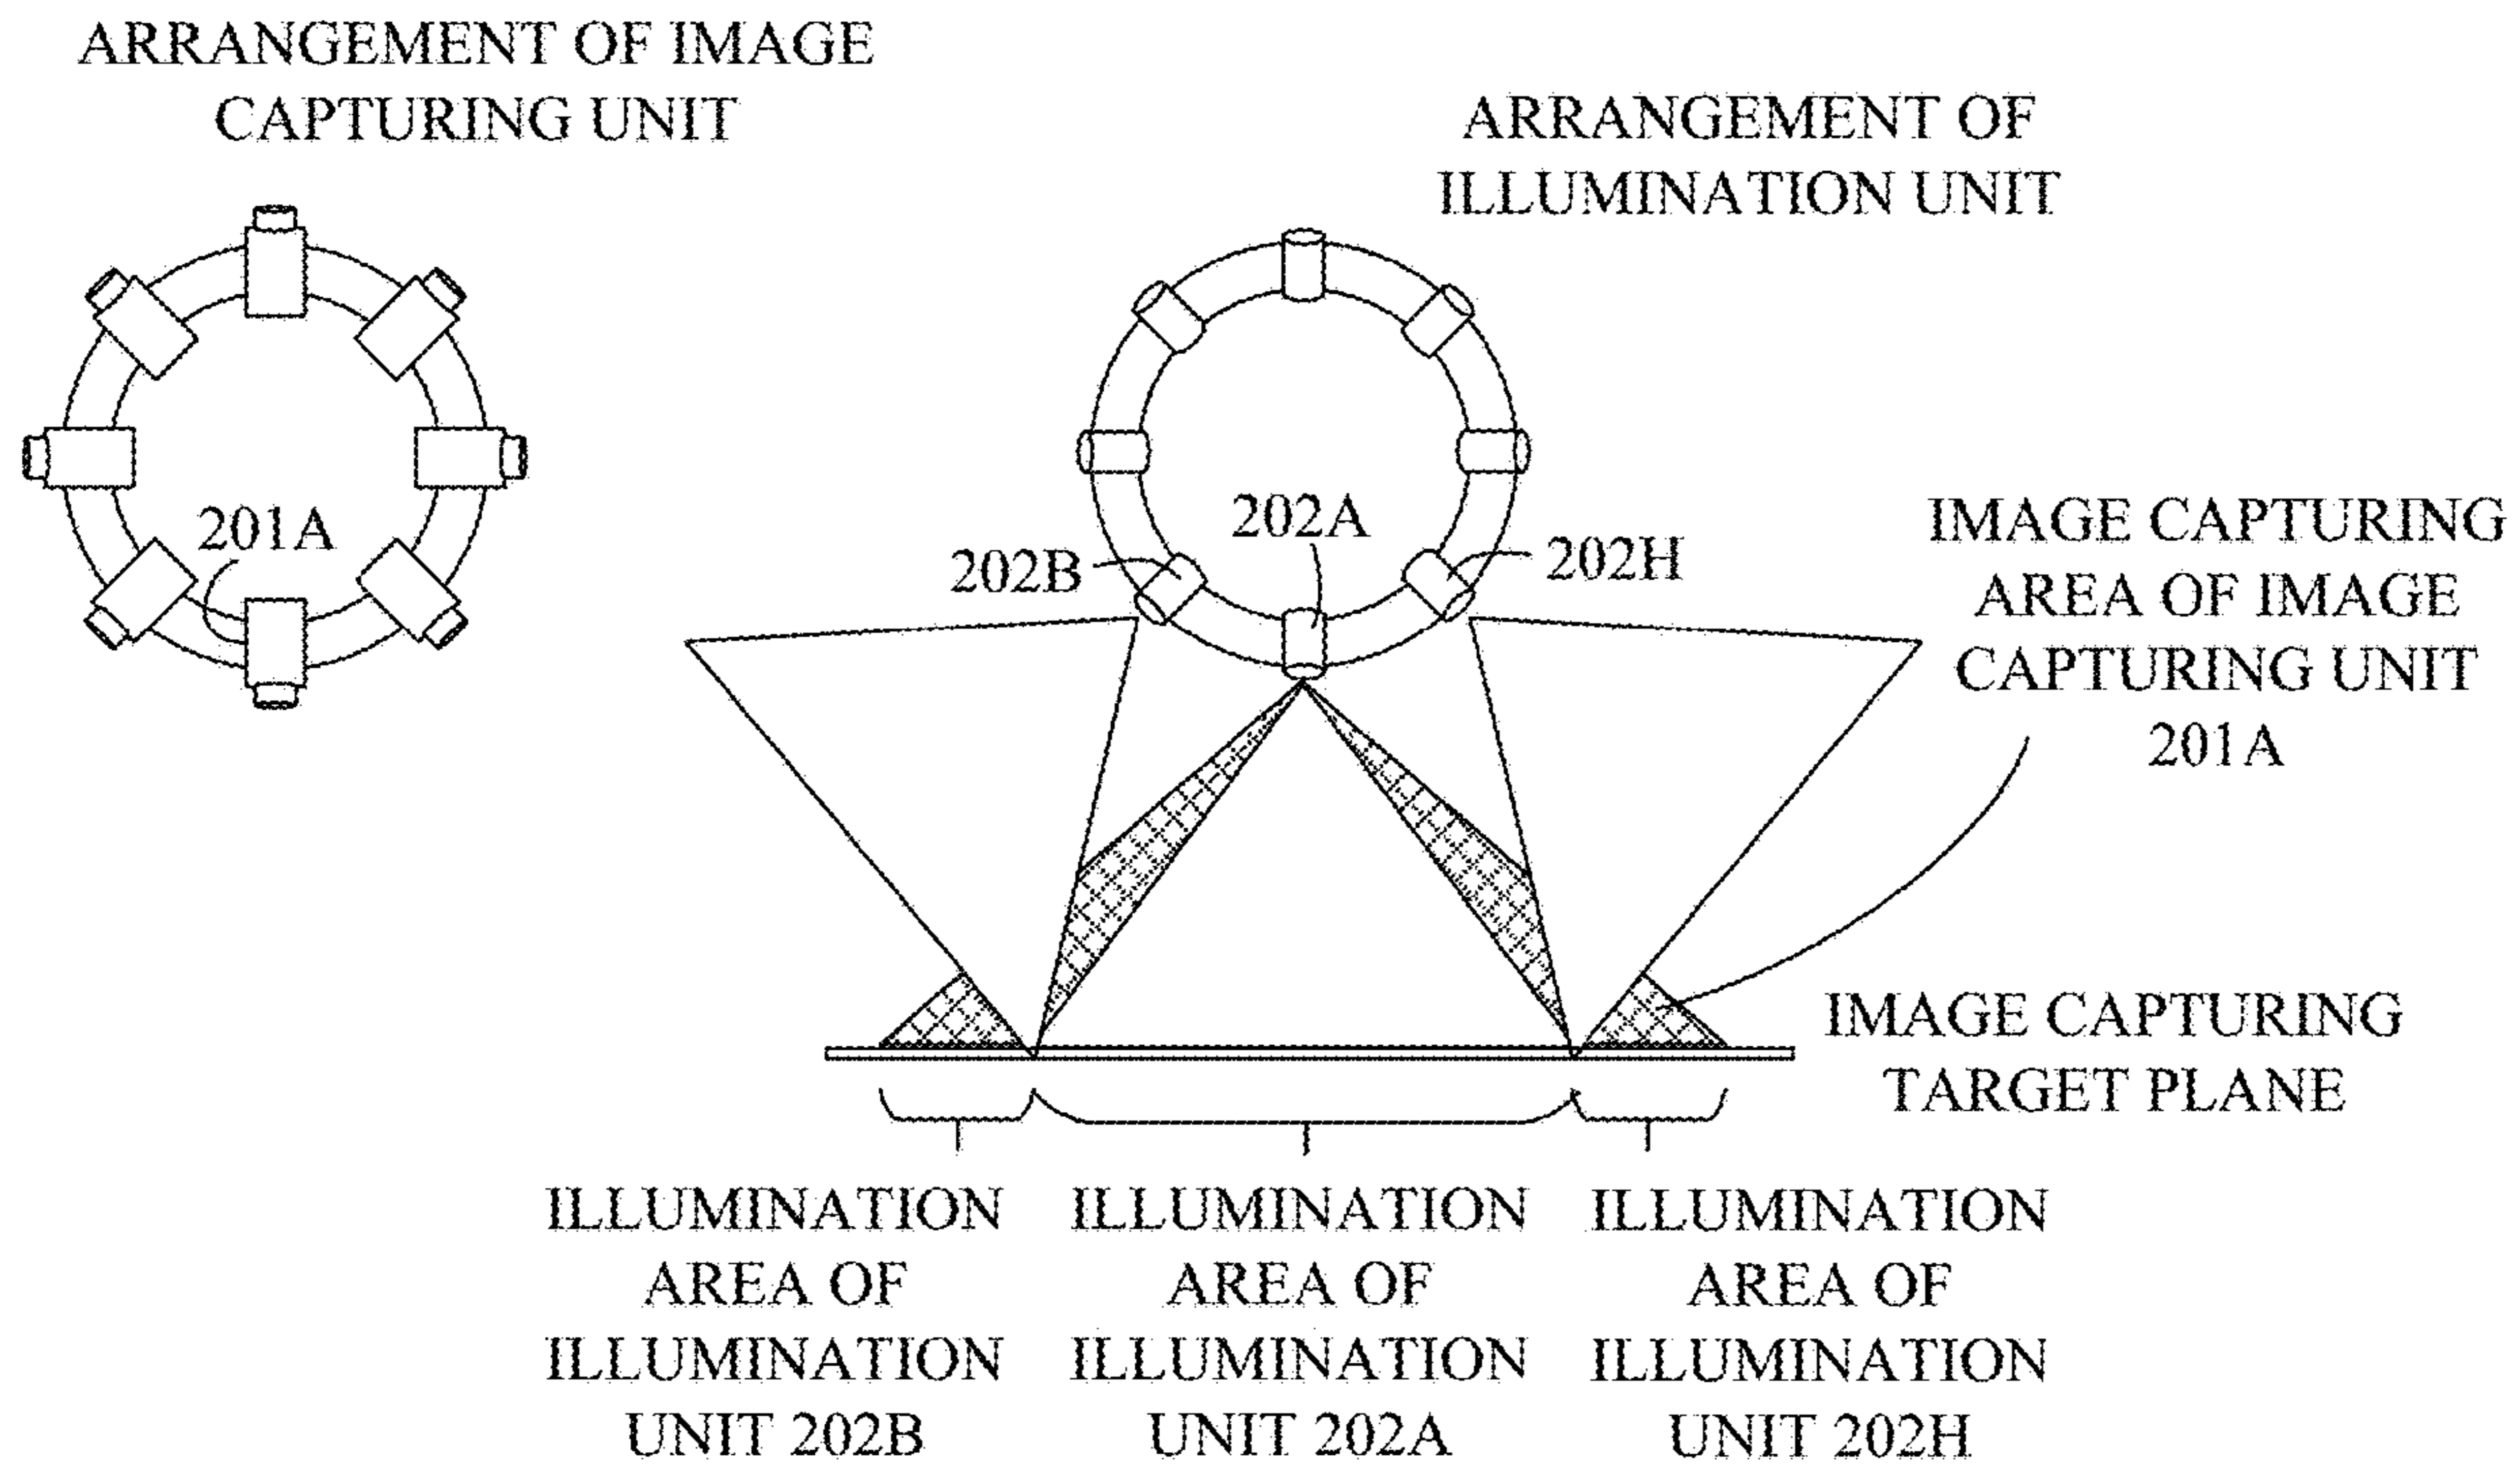 ARRANGEMENT OF IMAGE
CAPTURING UNIT
ARRANGEMENT OF
ILLUMINATION UNIT
201A
202A
202B
202H
IMAGE CAPTURING
AREA OF IMAGE
CAPTURING UNIT
201A
IMAGE CAPTURING
TARGET PLANE
ILLUMINATION
AREA OF
ILLUMINATION
UNIT 202B
ILLUMINATION
AREA OF
ILLUMINATION
UNIT 202A
ILLUMINATION
AREA OF
ILLUMINATION
UNIT 202H